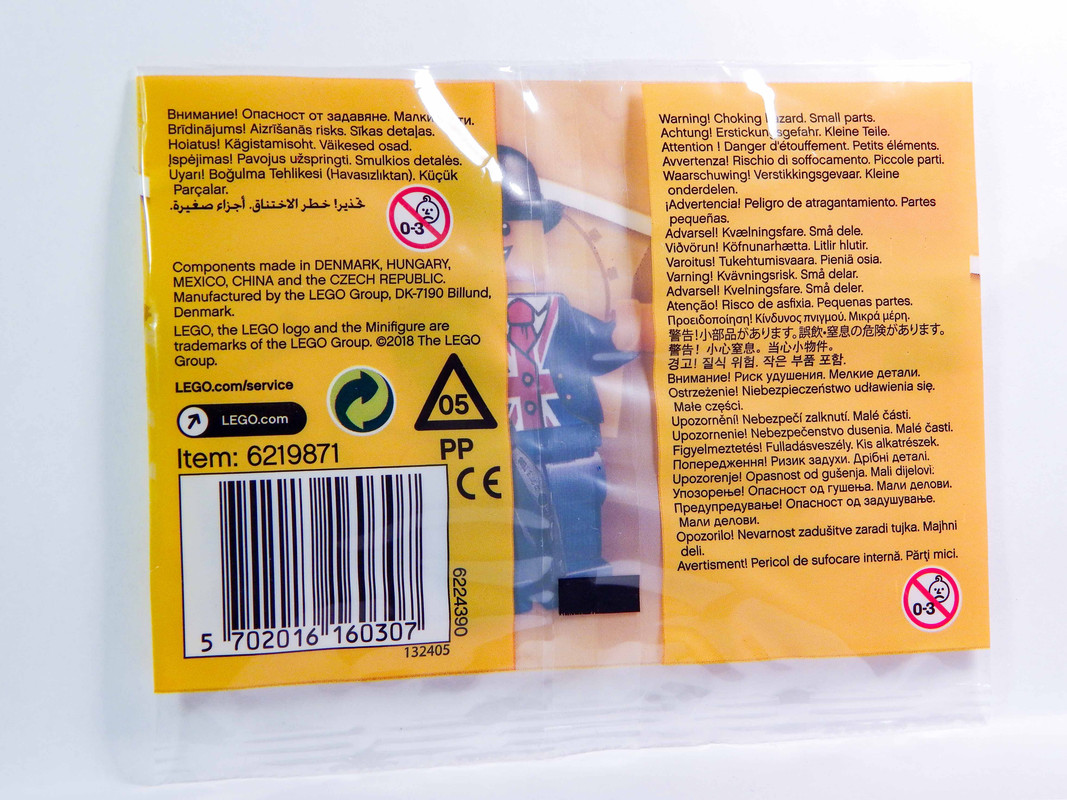 Внимание! Опасност от задавяне. Малки
Brīdinājums! Aizrīšanās risks. Sīkas detaļas.
Hoiatus! Kägistamisoht. Väikesed osad.
Įspėjimas! Pavojus užspringti. Smulkios detalės.
Uyarı! Boğulma Tehlikesi (Havasızlıktan). Küçük
Parçalar.
تحذير! خطر الاختناق. أجزاء صغيرة.
0-3
Components made in DENMARK, HUNGARY,
MEXICO, CHINA and the CZECH REPUBLIC.
Manufactured by the LEGO Group, DK-7190 Billund,
Denmark.
LEGO, the LEGO logo and the Minifigure are
trademarks of the LEGO Group. ©2018 The LEGO
Group.
LEGO.com/service
LEGO.com
05
PP
CE
Item: 6219871
5 702016 160307
6224390
132405
Warning! Choking hazard. Small parts.
Achtung! Erstickungsgefahr. Kleine Teile.
Attention ! Danger d'étouffement. Petits éléments.
Avvertenza! Rischio di soffocamento. Piccole parti.
Waarschuwing! Verstikkingsgevaar. Kleine
onderdelen.
¡Advertencia! Peligro de atragantamiento. Partes
pequeñas.
Advarsel! Kvælningsfare. Små dele.
Viðvörun! Köfnunarhætta. Litlir hlutir.
Varoitus! Tukehtumisvaara. Pieniä osia.
Varning! Kvävningsrisk. Små delar.
Advarsel! Kvelningsfare. Små deler.
Atenção! Risco de asfixia. Pequenas partes.
Προειδοποίηση! Κίνδυνος πνιγμού. Μικρά μέρη.
警告!小部品があります。誤飲・窒息の危険があります。
警告! 小心窒息。当心小物件。
경고! 질식 위험. 작은 부품 포함.
Внимание! Риск удушения. Мелкие детали.
Ostrzeżenie! Niebezpieczeństwo udławienia się.
Małe części.
Upozornění! Nebezpečí zalknutí. Malé části.
Upozornenie! Nebezpečenstvo dusenia. Malé časti.
Figyelmeztetés! Fulladásveszély. Kis alkatrészek.
Попередження! Ризик задухи. Дрібні деталі.
Upozorenje! Opasnost od gušenja. Mali dijelovi.
Упозорење! Опасност од гушења. Мали делови.
Предупредување! Опасност од задушување.
Мали делови.
Opozorilo! Nevarnost zadušitve zaradi tujka. Majhni
deli.
Avertisment! Pericol de sufocare internă. Părţi mici.
0-3